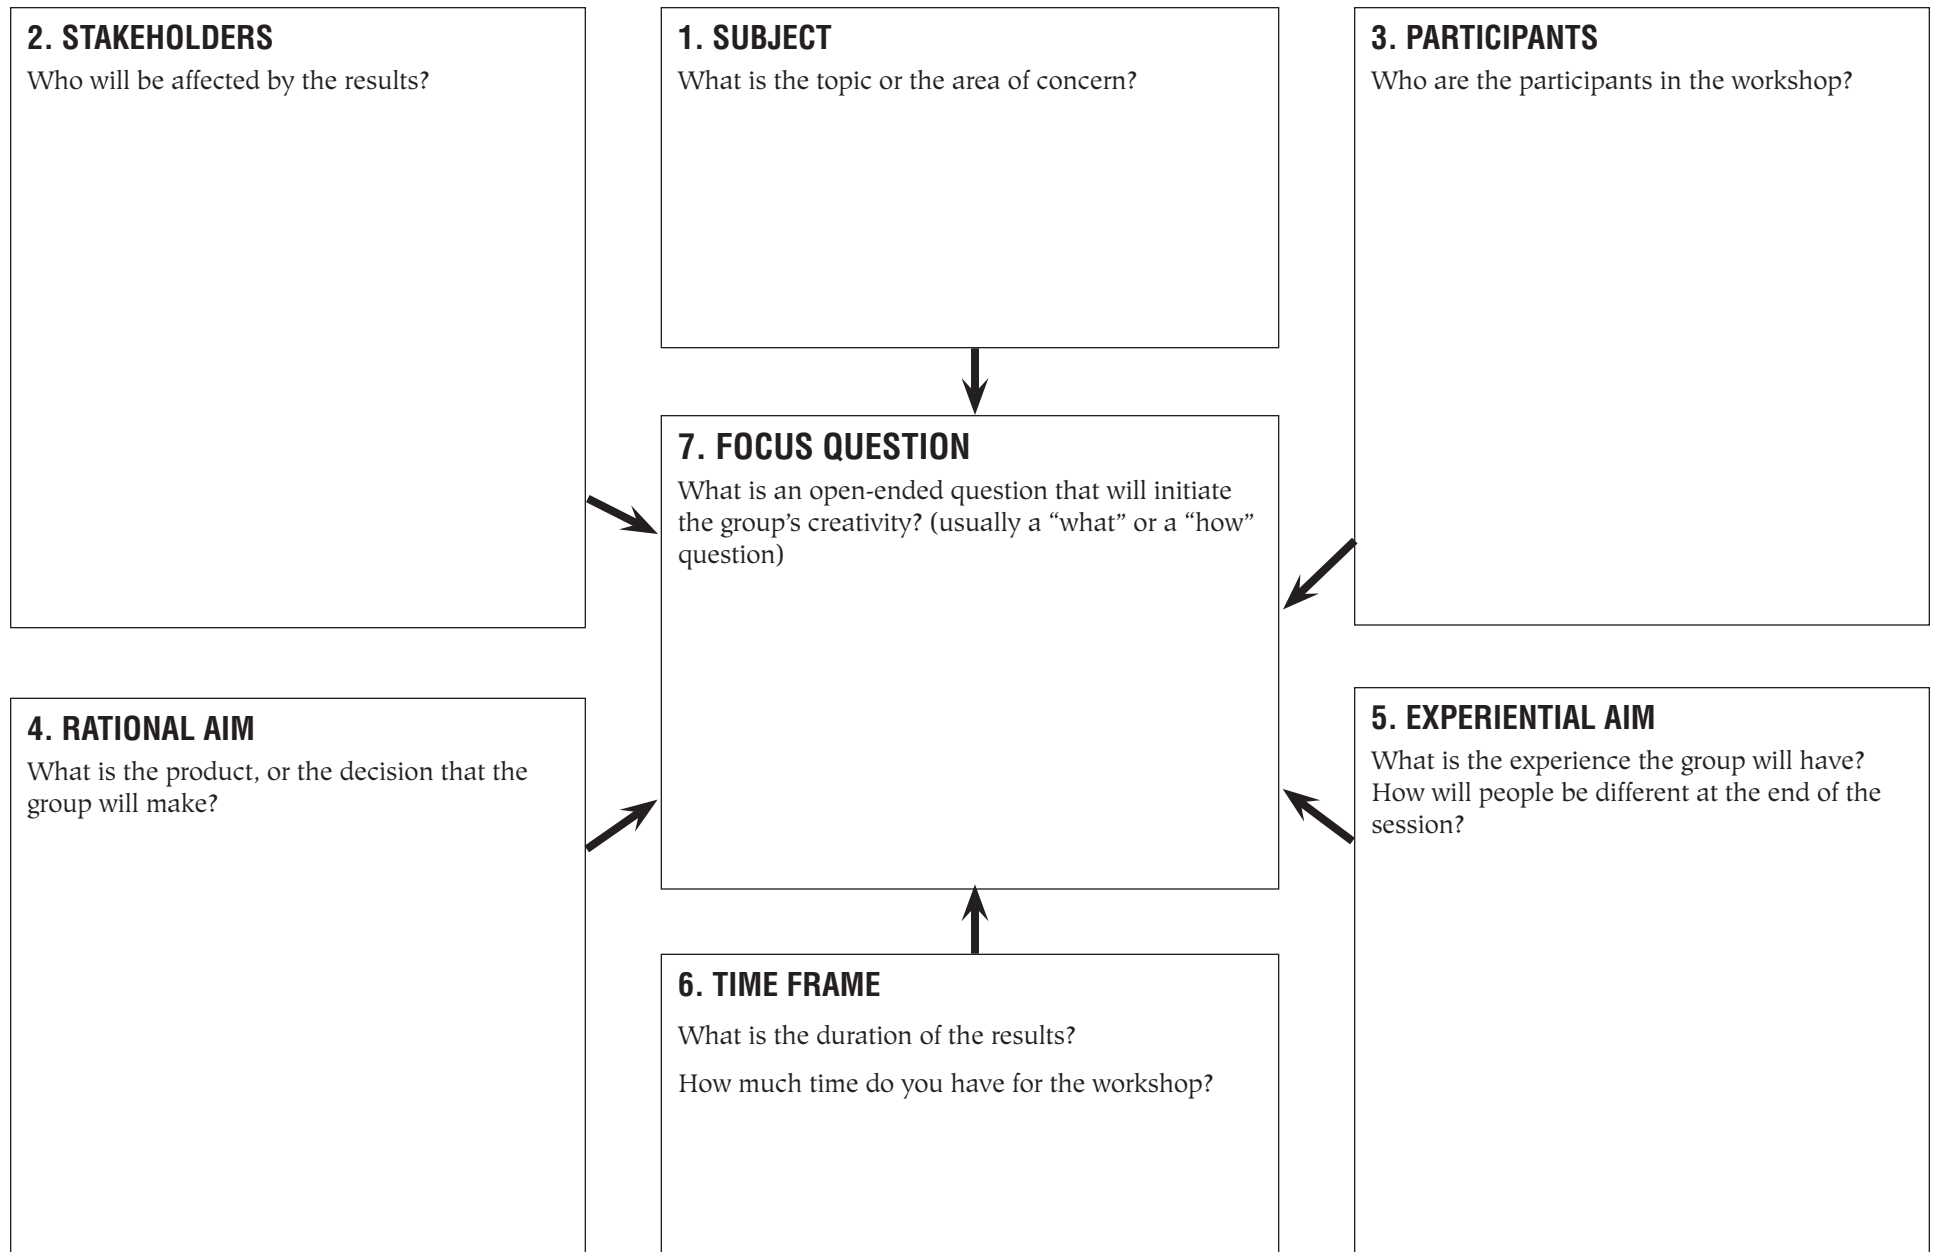 2. STAKEHOLDERS
Who will be affected by the results?
1. SUBJECT
What is the topic or the area of concern?
3. PARTICIPANTS
Who are the participants in the workshop?
7. FOCUS QUESTION
What is an open-ended question that will initiate
the group’s creativity? (usually a “what” or a “how”
question)
4. RATIONAL AIM
What is the product, or the decision that the
group will make?
5. EXPERIENTIAL AIM
What is the experience the group will have?
How will people be different at the end of the
session?
6. TIME FRAME
What is the duration of the results?
How much time do you have for the workshop?